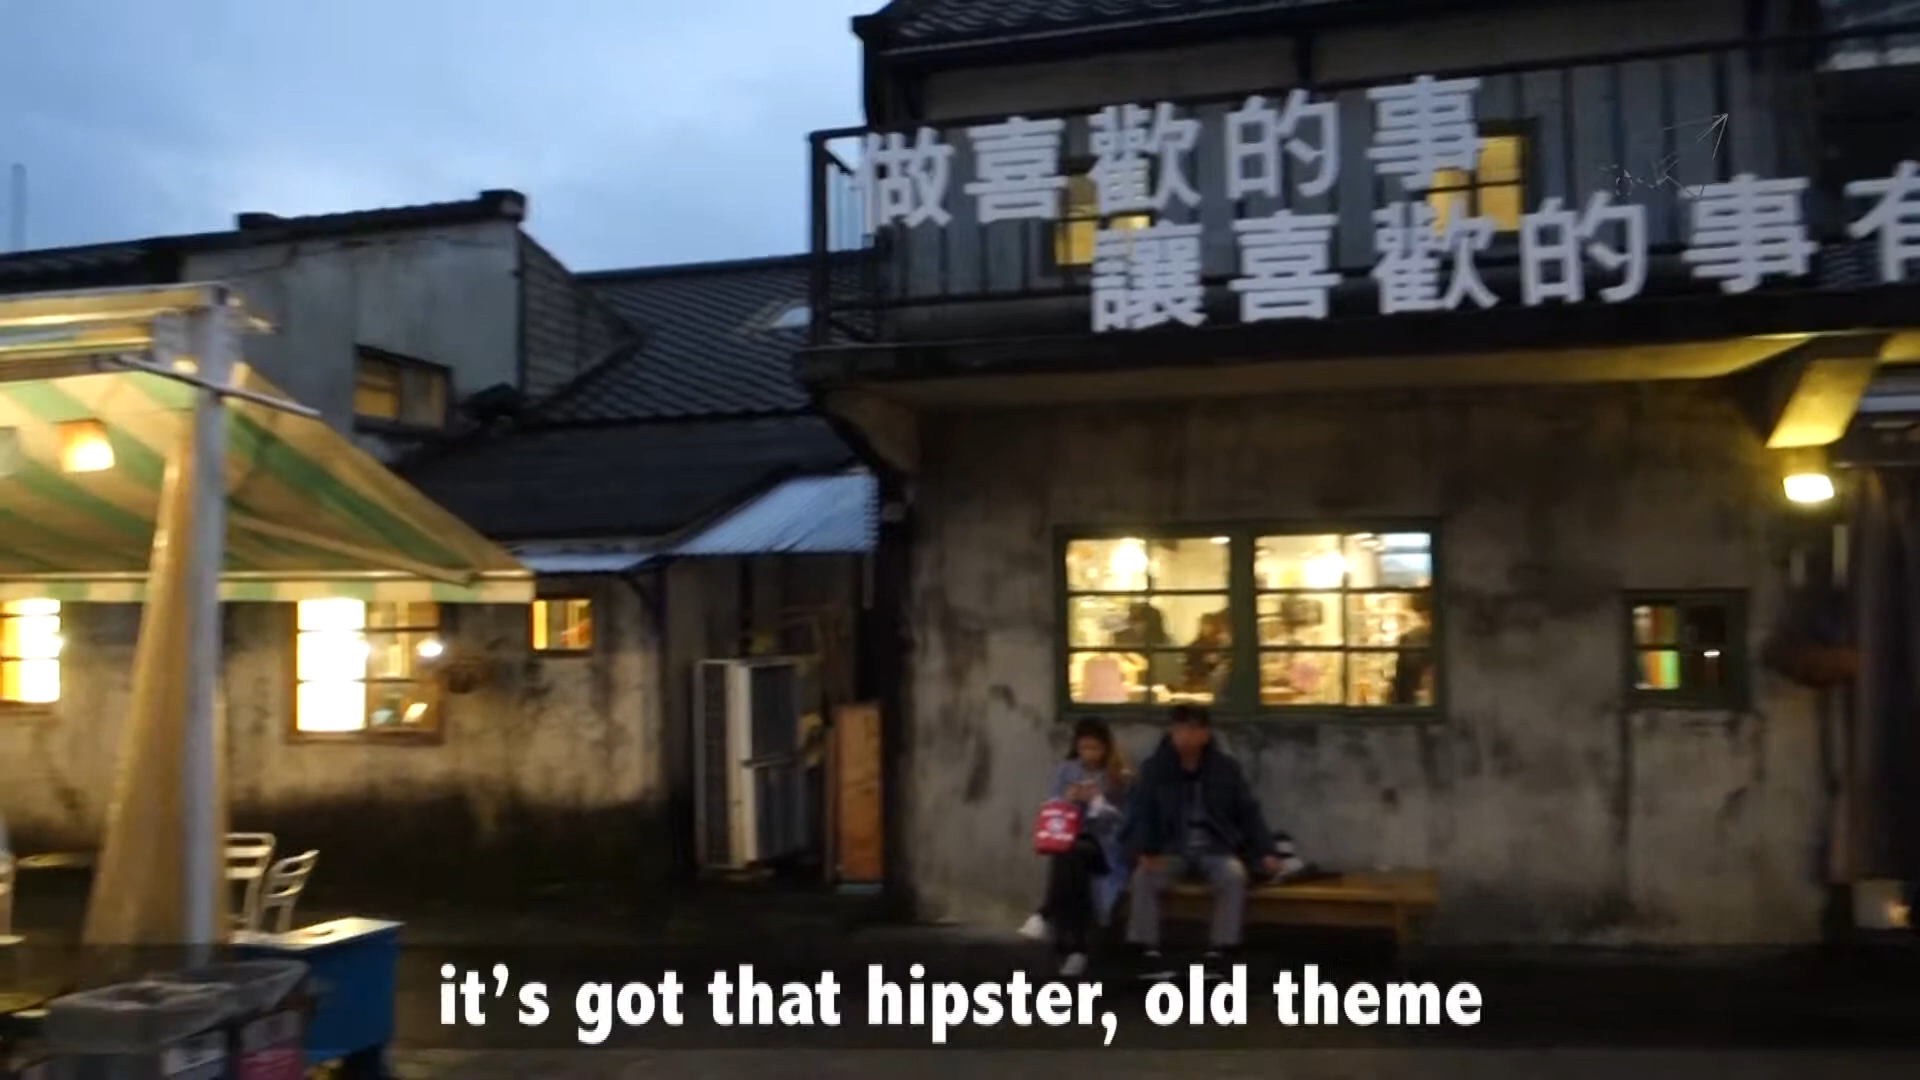 做喜歡的事
讓喜歡的事有
it's got that hipster, old theme